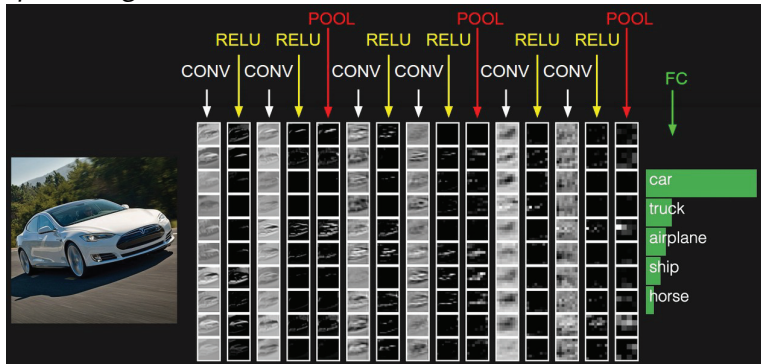 POOL POOL POOL
RELU RELU RELU RELU RELU RELU
CONV CONV CONV CONV CONV CONV
FC
car
truck
airplane
ship
horse